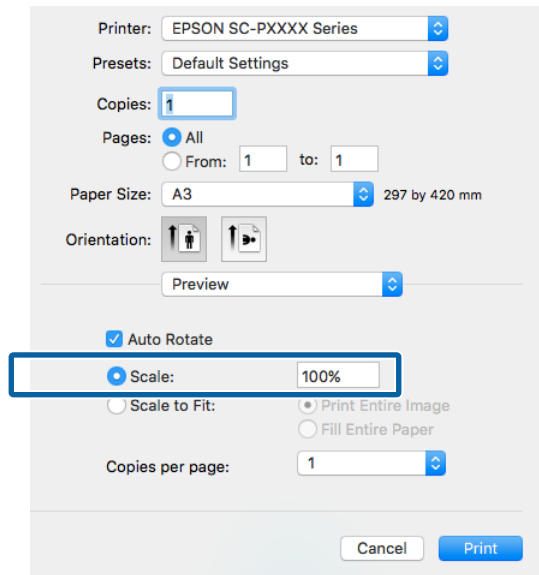 Printer: EPSON SC-PXXXX Series
Presets: Default Settings
Copies: 1
Pages: All
From: 1 to: 1
Paper Size: A3 297 by 420 mm
Orientation:
Preview
Auto Rotate
Scale: 100%
Scale to Fit: Print Entire Image
Fill Entire Paper
Copies per page: 1
Cancel Print